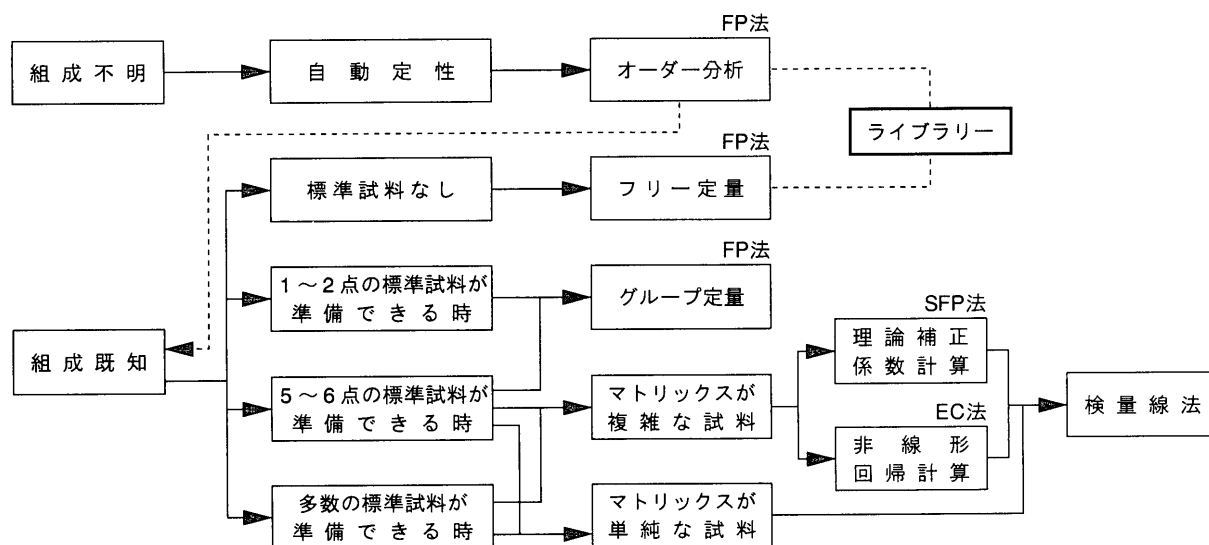 FP法
組成不明
自動定性
オーダー分析
ライブラリー
FP法
標準試料なし
フリー定量
FP法
1～2点の標準試料が
準備できる時
グループ定量
組成既知
5～6点の標準試料が
準備できる時
マトリックスが
複雑な試料
SFP法
理論補正
係数計算
EC法
非線形
回帰計算
検量線法
多数の標準試料が
準備できる時
マトリックスが
単純な試料